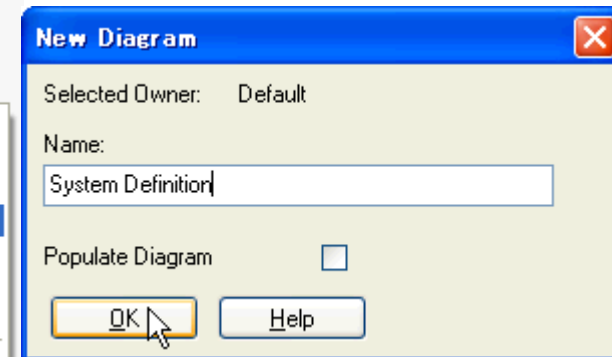 New Diagram
Selected Owner: Default
Name:
System Definition
Populate Diagram
OK Help